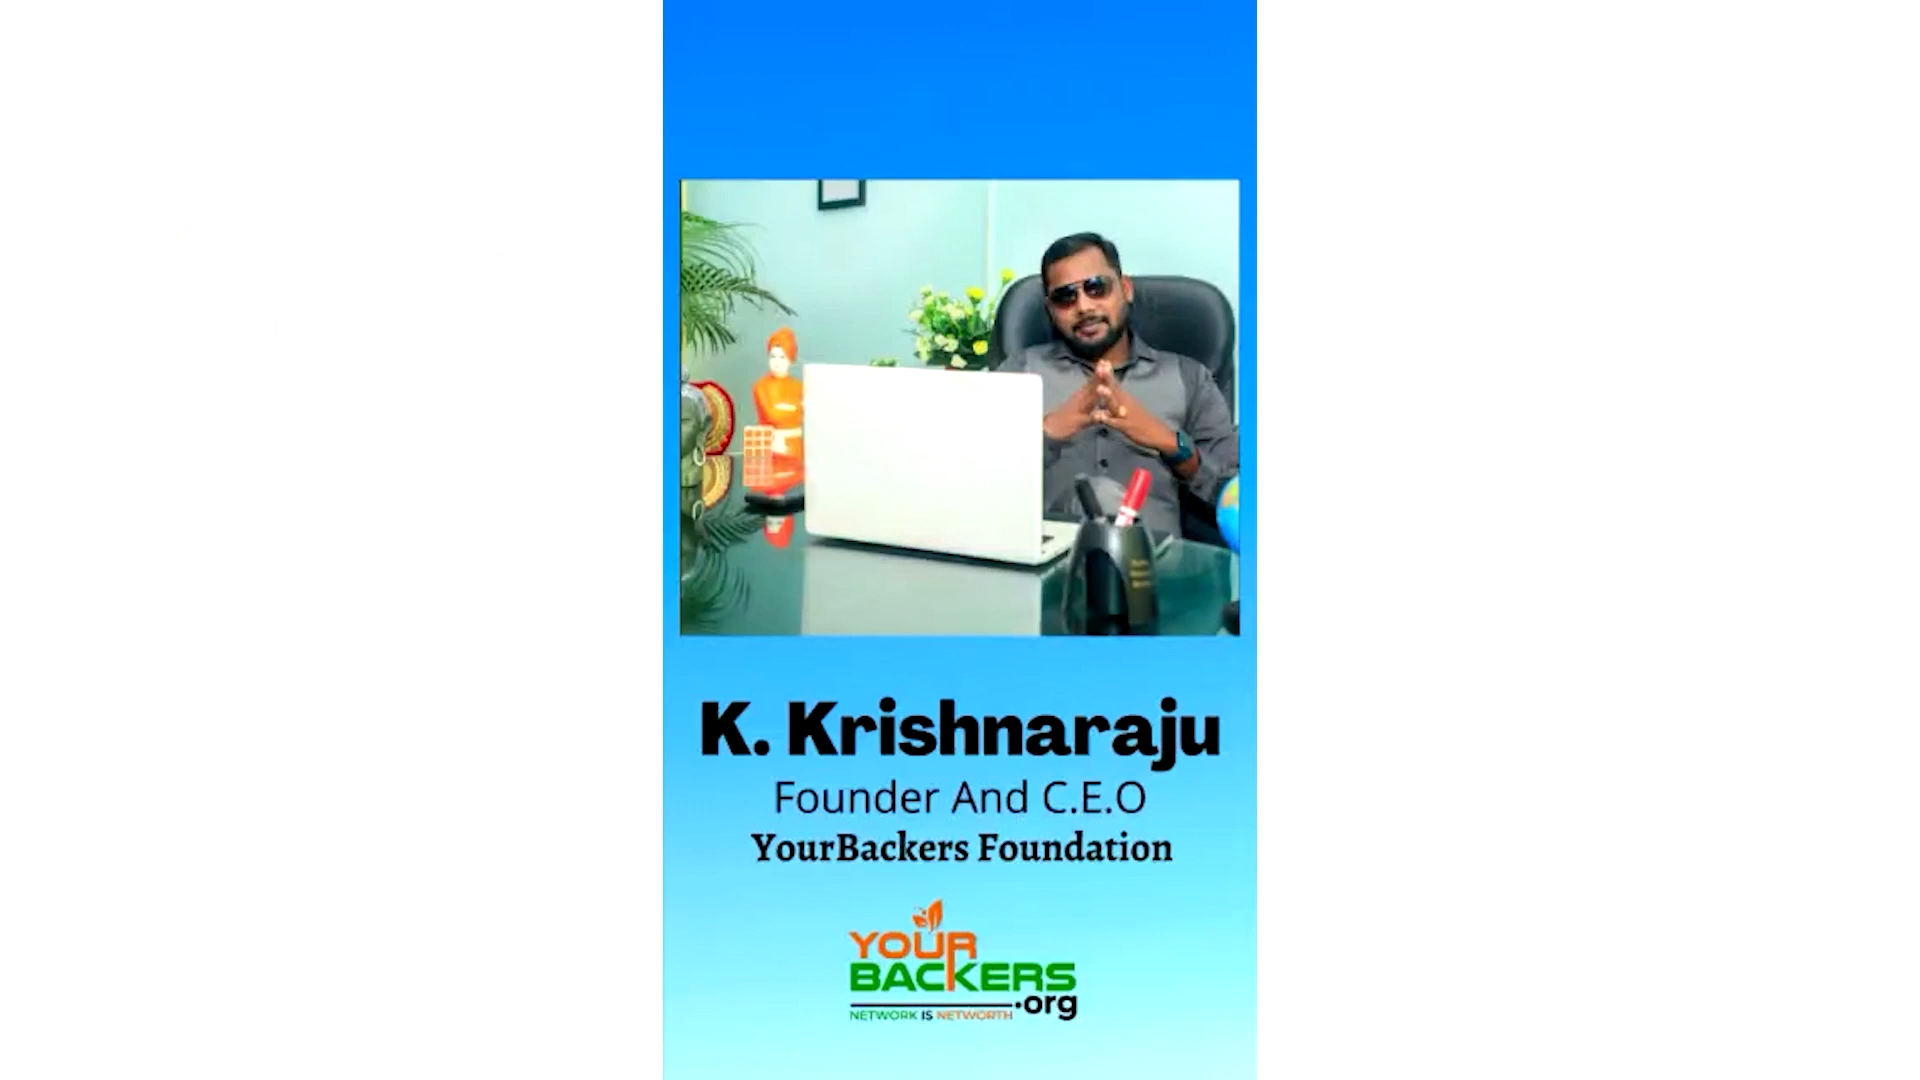 K. Krishnaraju
Founder And C.E.O
YourBackers Foundation
YOUR
BACKERS
.org
NETWORK IS NETWORTH